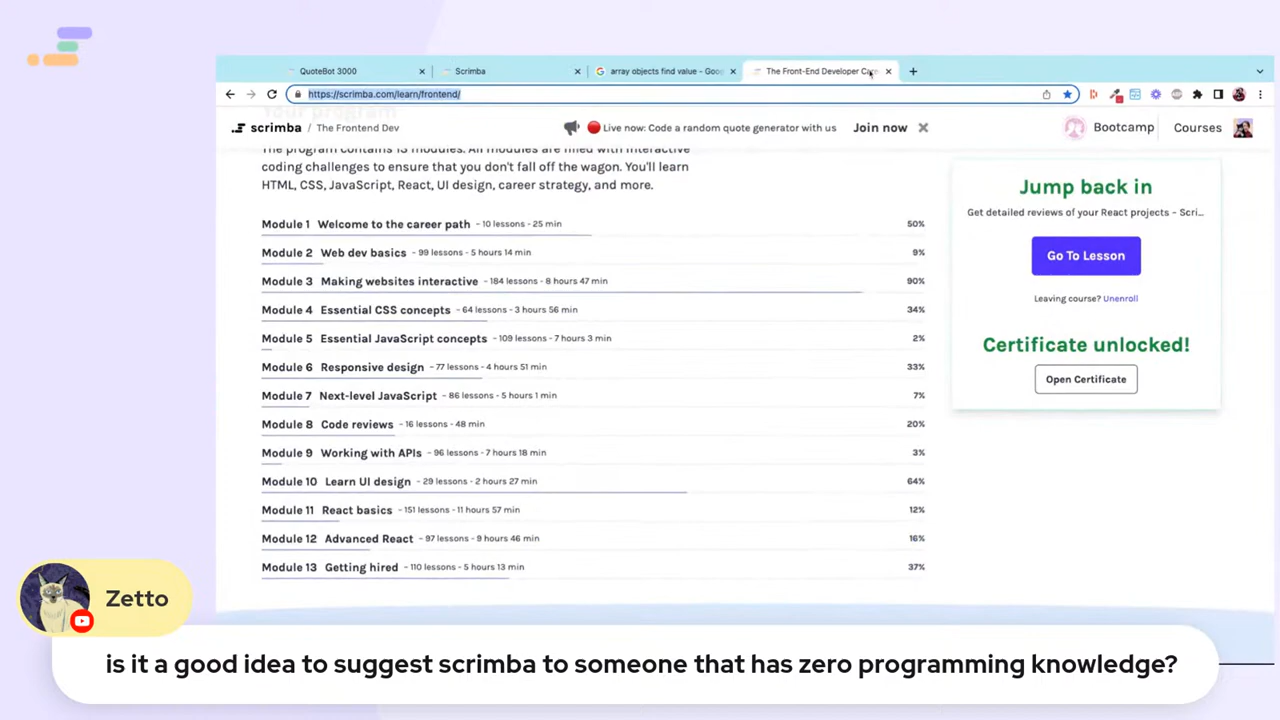 QuoteBot 3000
Scrimba
array objects find value - Goo
The Front-End Developer Ca
https://scrimba.com/learn/frontend/
Your program
scrimba / The Frontend Dev
Live now: Code a random quote generator with us
Join now
Bootcamp
Courses
The program contains 13 modules. All modules are filled with interactive
coding challenges to ensure that you don't fall off the wagon. You'll learn
HTML, CSS, JavaScript, React, UI design, career strategy, and more.
Module 1 Welcome to the career path - 10 lessons - 25 min 50%
Module 2 Web dev basics - 99 lessons - 5 hours 14 min 9%
Module 3 Making websites interactive - 184 lessons - 8 hours 47 min 90%
Module 4 Essential CSS concepts - 64 lessons - 3 hours 56 min 34%
Module 5 Essential JavaScript concepts - 109 lessons - 7 hours 3 min 2%
Module 6 Responsive design - 77 lessons - 4 hours 51 min 33%
Module 7 Next-level JavaScript - 86 lessons - 5 hours 1 min 7%
Module 8 Code reviews - 16 lessons - 48 min 20%
Module 9 Working with APIs - 96 lessons - 7 hours 18 min 3%
Module 10 Learn UI design - 29 lessons - 2 hours 27 min 64%
Module 11 React basics - 151 lessons - 11 hours 57 min 12%
Module 12 Advanced React - 97 lessons - 9 hours 46 min 16%
Module 13 Getting hired - 110 lessons - 5 hours 13 min 37%
Jump back in
Get detailed reviews of your React projects - Scri...
Go To Lesson
Leaving course? Unenroll
Certificate unlocked!
Open Certificate
Zetto
is it a good idea to suggest scrimba to someone that has zero programming knowledge?